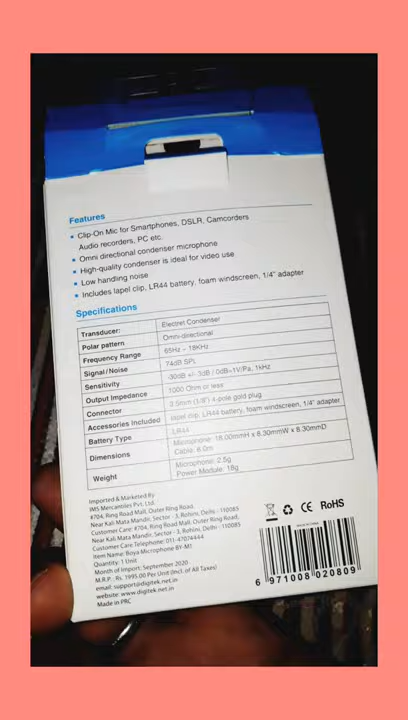 Features
Clip-On Mic for Smartphones, DSLR, Camcorders
Audio recorders, PC etc.
Omni directional condenser microphone
High-quality condenser is ideal for video use
Low handling noise
Includes lapel clip, LR44 battery, foam windscreen, 1/4" adapter
Specifications
Transducer: Electret Condenser
Polar pattern Omni-directional
Frequency Range 65Hz ~ 18KHz
Signal/Noise 74dB SPL
Sensitivity -30dB +/- 3dB / 0dB=1V/Pa, 1kHz
Output Impedance 1000 Ohm or less
Connector 3.5mm (1/8") 4-pole gold plug
Accessories Included lapel clip, LR44 battery, foam windscreen, 1/4" adapter
Battery Type LR44
Dimensions Microphone: 18.00mmH x 8.30mmW x 8.30mmD
Cable: 6.0m
Weight Microphone: 2.5g
Power Module: 18g
Imported & Marketed By
IMS Mercantiles Pvt. Ltd.
#704, Ring Road Mall, Outer Ring Road,
Near Kali Mata Mandir, Sector - 3, Rohini, Delhi - 110085
#704, Ring Road Mall, Outer Ring Road,
Near Kali Mata Mandir, Sector - 3, Rohini, Delhi - 110085
Customer Care Telephone: 011-47074444
Item Name: Boya Microphone BY-M1
Quantity: 1 Unit
Month of Import: September 2020
M.R.P : Rs. 1995.00 Per Unit (Incl. of All Taxes)
email: support@digitek.net.in
website: www.digitek.net.in
Made in PRC
CE RoHS
6 971008 020809